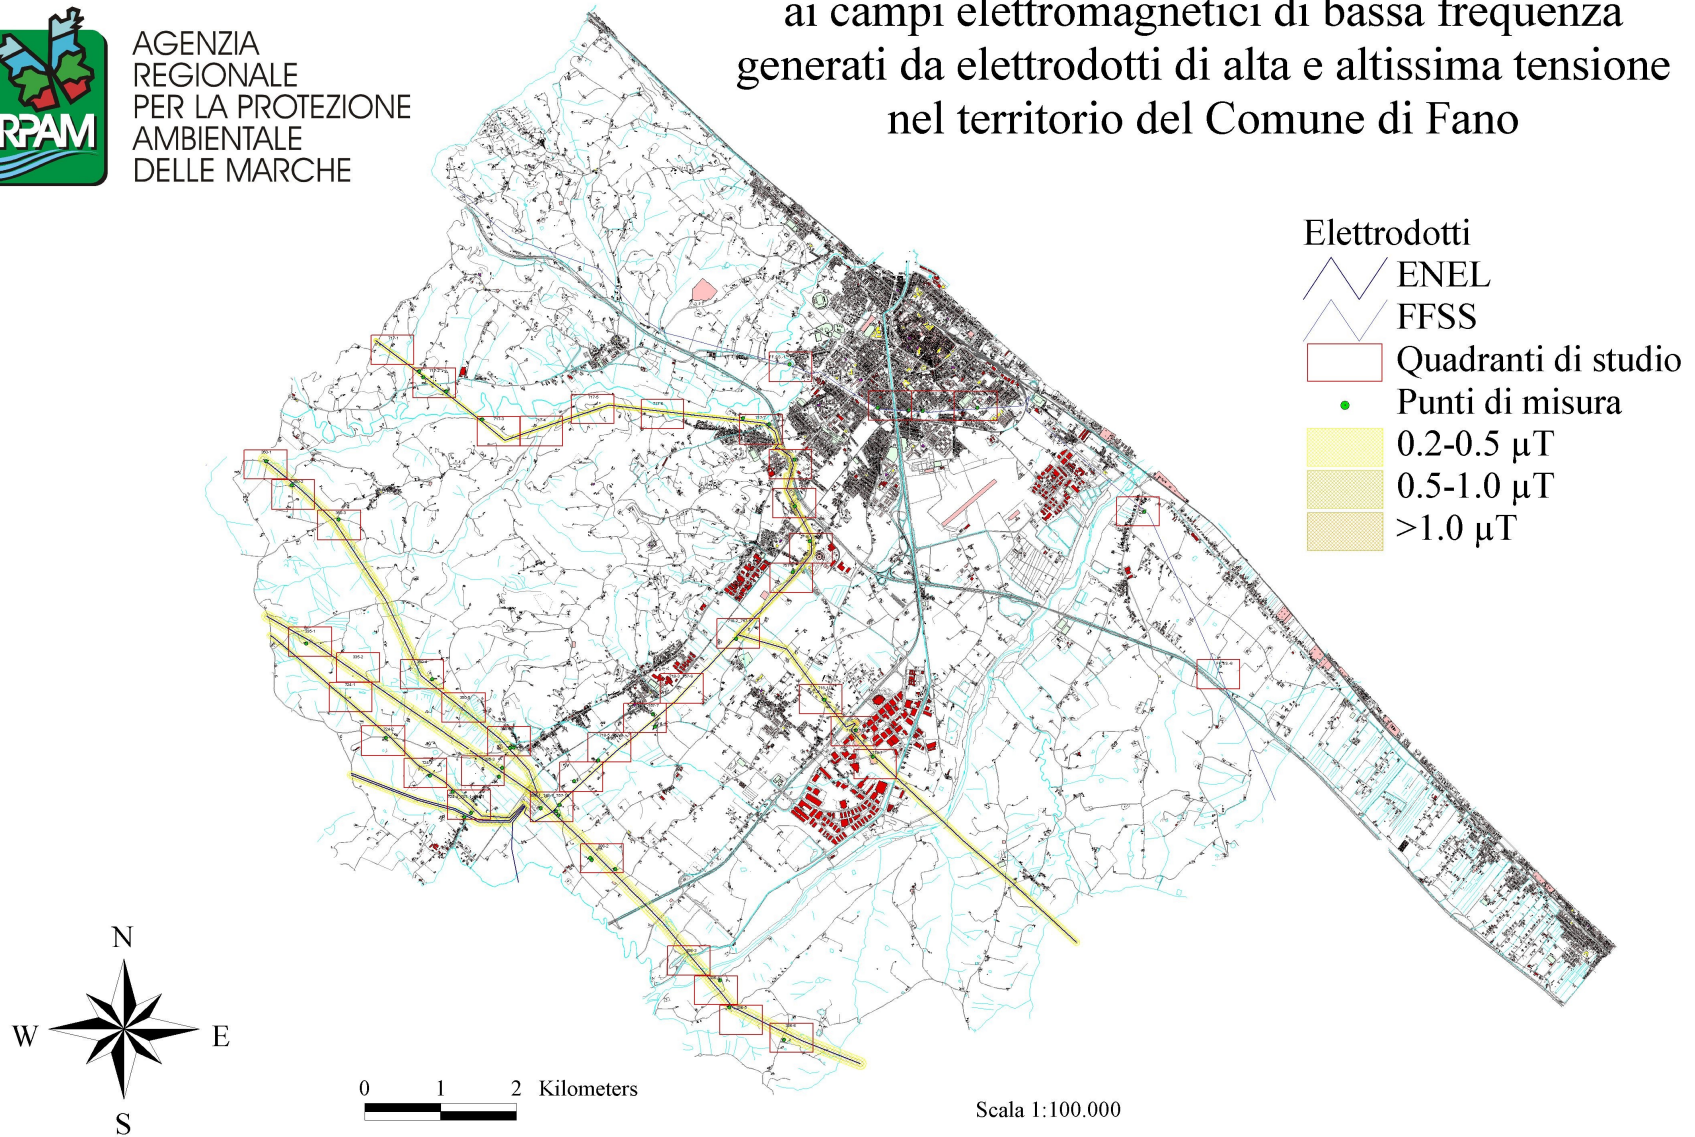 AGENZIA
REGIONALE
PER LA PROTEZIONE
AMBIENTALE
DELLE MARCHE
RPAM
ai campi elettromagnetici di bassa frequenza
generati da elettrodotti di alta e altissima tensione
nel territorio del Comune di Fano
Elettrodotti
ENEL
FFSS
Quadranti di studio
Punti di misura
0.2-0.5 µT
0.5-1.0 µT
>1.0 µT
N
W
E
S
0 1 2 Kilometers
Scala 1:100.000